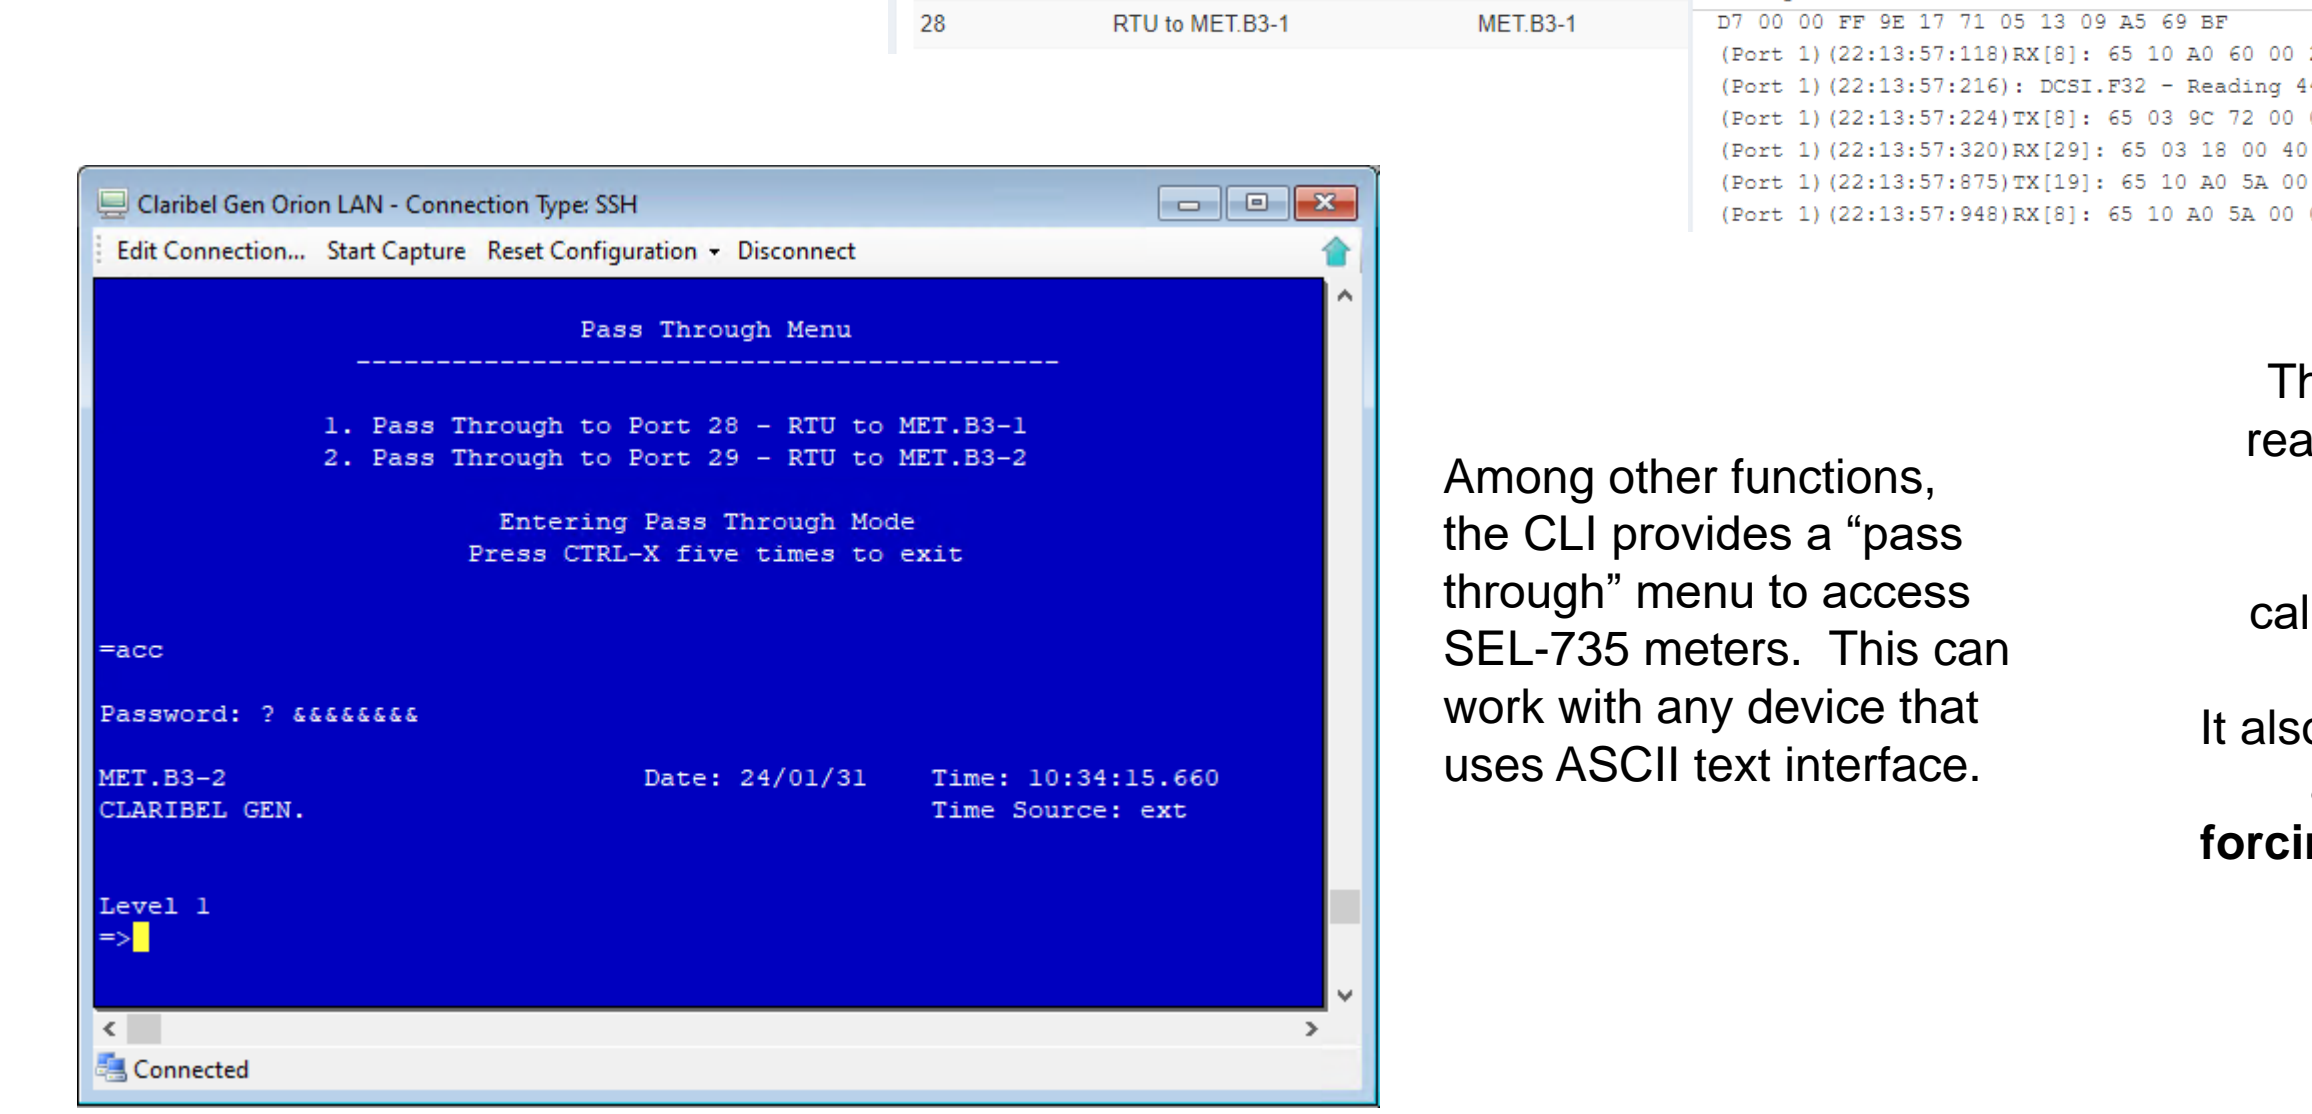 28 RTU to MET.B3-1 MET.B3-1
D7 00 00 FF 9E 17 71 05 13 09 A5 69 BF
(Port 1)(22:13:57:118)RX[8]: 65 10 A0 60 00
(Port 1)(22:13:57:216): DCSI.F32 - Reading 4
(Port 1)(22:13:57:224)TX[8]: 65 03 9C 72 00
(Port 1)(22:13:57:320)RX[29]: 65 03 18 00 40
(Port 1)(22:13:57:875)TX[19]: 65 10 A0 5A 00
(Port 1)(22:13:57:948)RX[8]: 65 10 A0 5A 00
Claribel Gen Orion LAN - Connection Type: SSH
Edit Connection... Start Capture Reset Configuration Disconnect
Pass Through Menu
--------------------------------------------
1. Pass Through to Port 28 - RTU to MET.B3-1
2. Pass Through to Port 29 - RTU to MET.B3-2
Entering Pass Through Mode
Press CTRL-X five times to exit
=acc
Password: ? &&&&&&&&
MET.B3-2 Date: 24/01/31 Time: 10:34:15.660
CLARIBEL GEN. Time Source: ext
Level 1
=>
Connected
Among other functions,
the CLI provides a “pass
through” menu to access
SEL-735 meters.  This can
work with any device that
uses ASCII text interface.
Th
rea
cal
It also
forcin